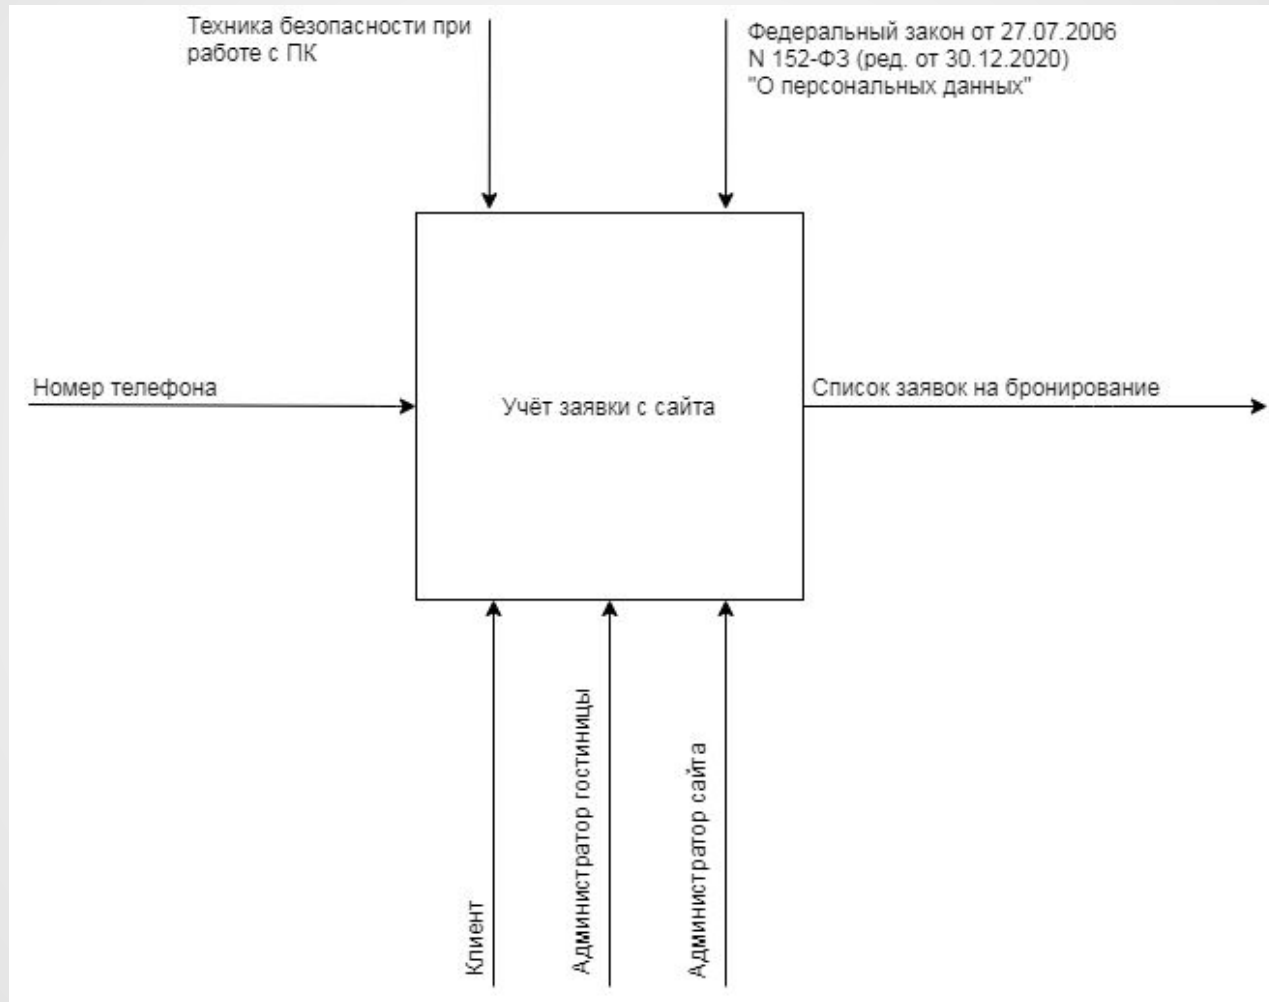 Техника безопасности при
работе с ПК
Федеральный закон от 27.07.2006
N 152-ФЗ (ред. от 30.12.2020)
"О персональных данных"
Номер телефона
Учёт заявки с сайта
Список заявок на бронирование
Клиент
Администратор гостиницы
Администратор сайта